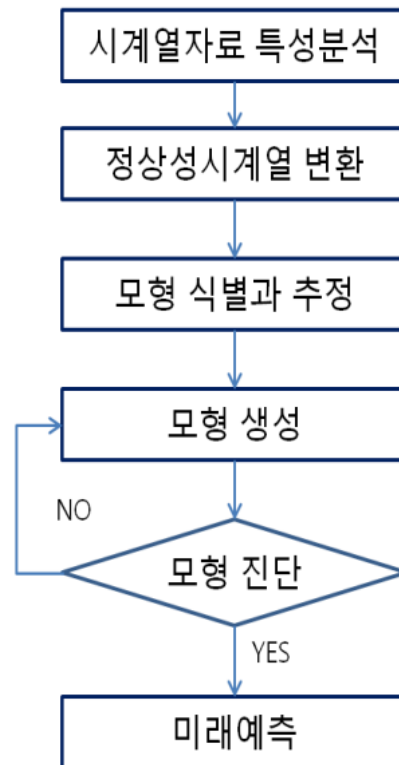 시계열자료 특성분석
정상성시계열 변환
모형 식별과 추정
모형 생성
NO
모형 진단
YES
미래예측